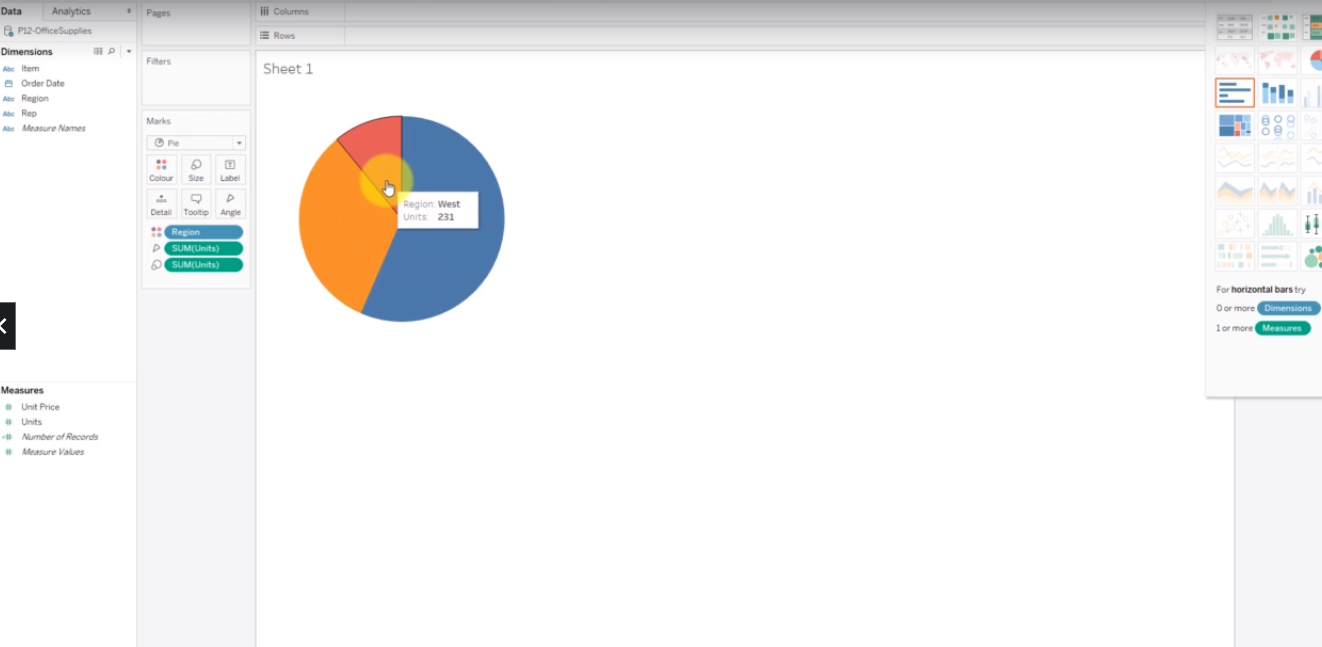 Data
Analytics
P12-OfficeSupplies
Dimensions
Abc Item
Order Date
Abc Region
Abc Rep
Abc Measure Names
Measures
# Unit Price
# Units
=# Number of Records
# Measure Values
Pages
Filters
Marks
Pie
Colour Size Label
Detail Tooltip Angle
Region
SUM(Units)
SUM(Units)
Columns
Rows
Sheet 1
Region: West
Units: 231
For horizontal bars try
0 or more Dimensions
1 or more Measures